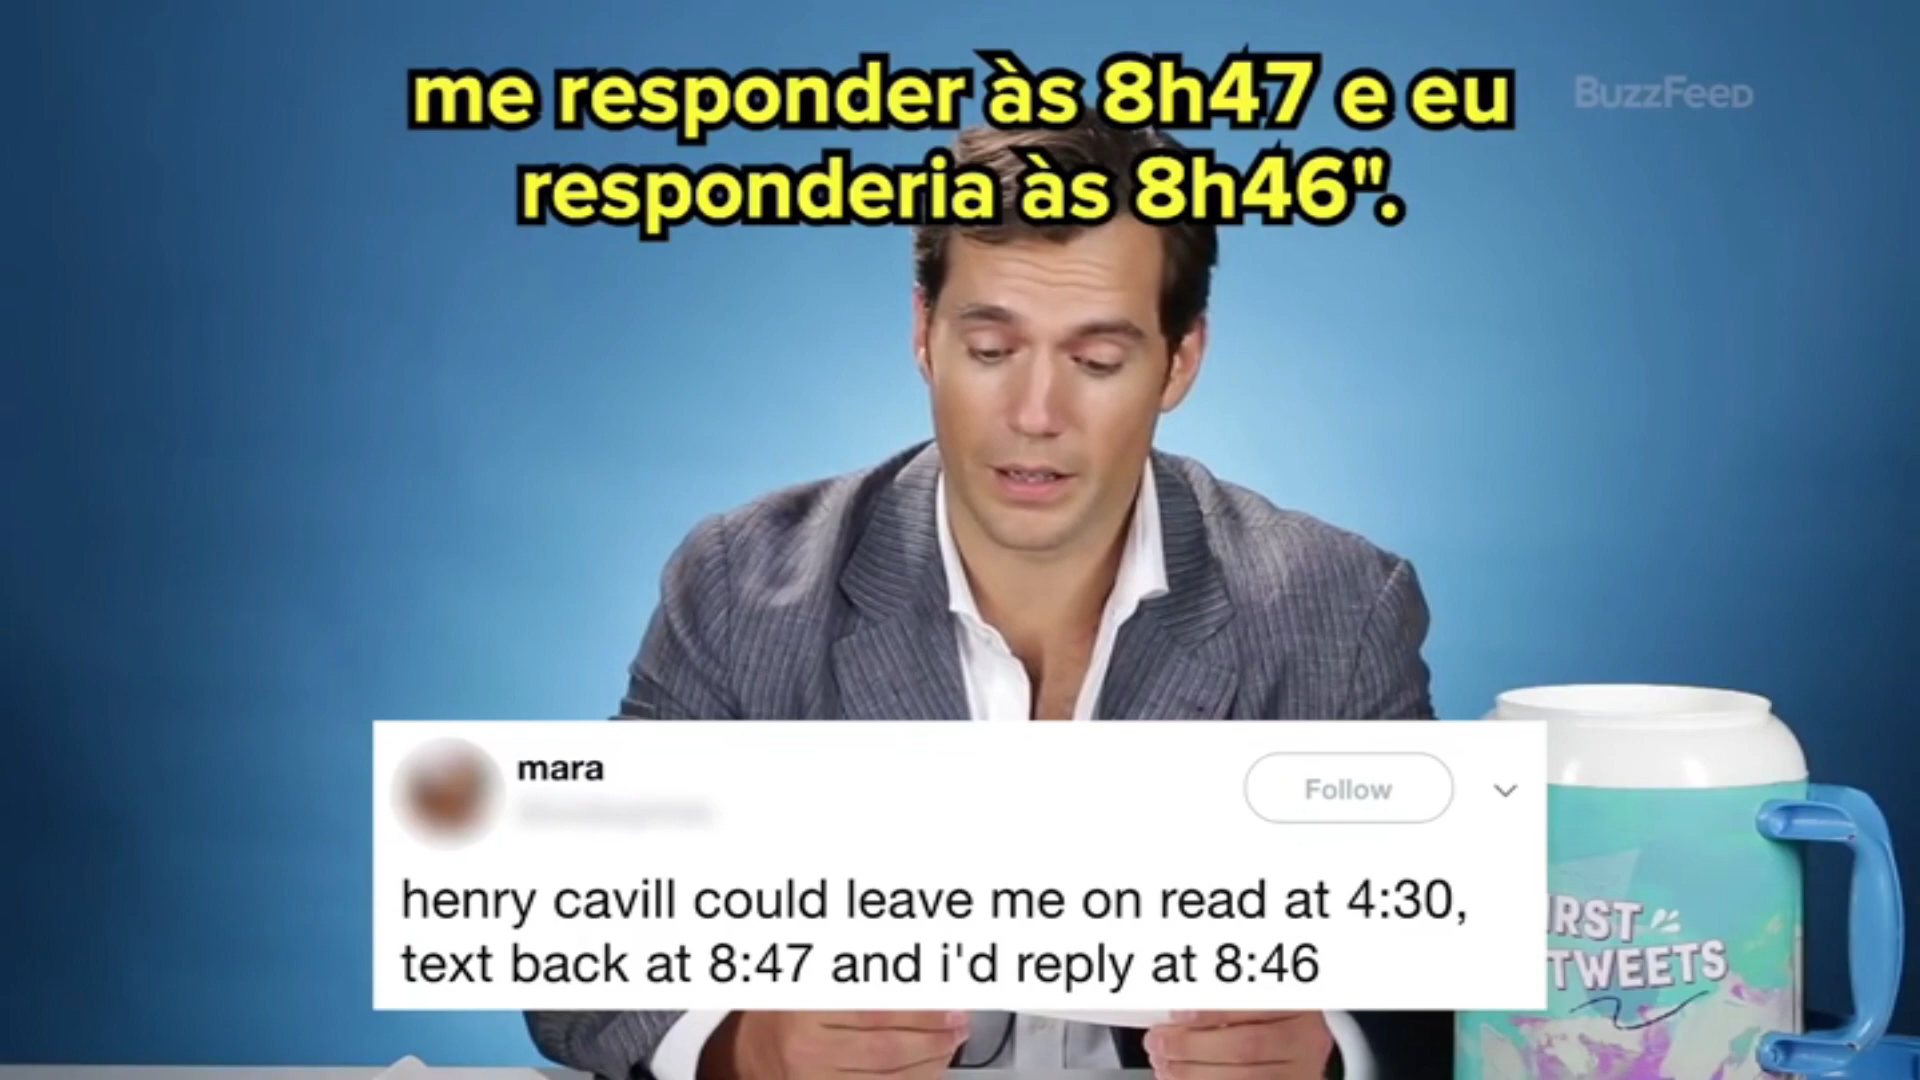 me responder às 8h47 e eu
responderia às 8h46".
BuzzFeed
mara
Follow
henry cavill could leave me on read at 4:30,
text back at 8:47 and i'd reply at 8:46
TWEETS